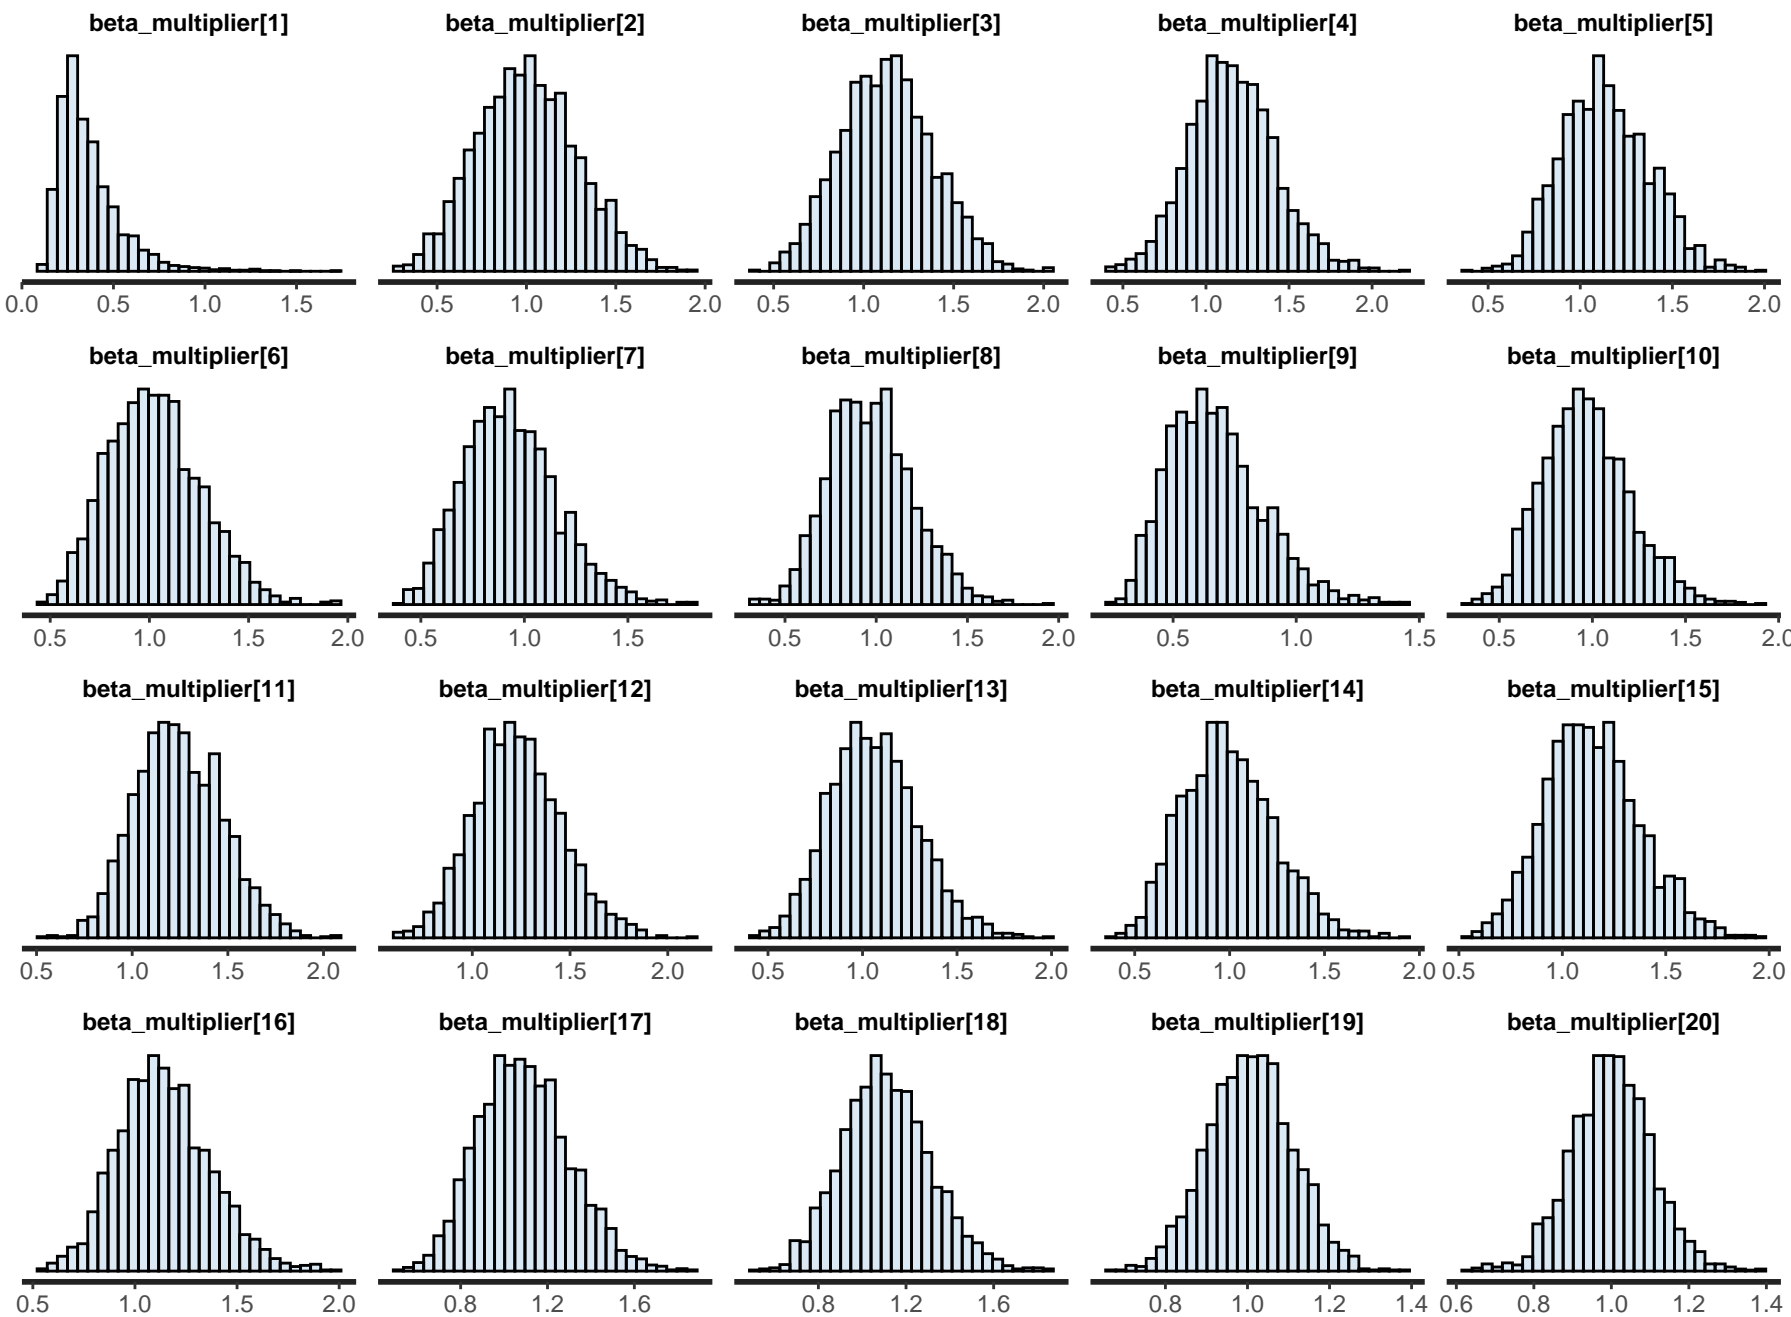 beta_multiplier[1] beta_multiplier[2] beta_multiplier[3] beta_multiplier[4] beta_multiplier[5]
0.0 0.5 1.0 1.5 0.5 1.0 1.5 2.0 0.5 1.0 1.5 2.0 0.5 1.0 1.5 2.0 0.5 1.0 1.5 2.0
beta_multiplier[6] beta_multiplier[7] beta_multiplier[8] beta_multiplier[9] beta_multiplier[10]
0.5 1.0 1.5 2.0 0.5 1.0 1.5 0.5 1.0 1.5 2.0 0.5 1.0 1.5 0.5 1.0 1.5 2.0
beta_multiplier[11] beta_multiplier[12] beta_multiplier[13] beta_multiplier[14] beta_multiplier[15]
0.5 1.0 1.5 2.0 1.0 1.5 2.0 0.5 1.0 1.5 2.0 0.5 1.0 1.5 2.0 0.5 1.0 1.5 2.0
beta_multiplier[16] beta_multiplier[17] beta_multiplier[18] beta_multiplier[19] beta_multiplier[20]
0.5 1.0 1.5 2.0 0.8 1.2 1.6 0.8 1.2 1.6 0.8 1.0 1.2 1.4 0.6 0.8 1.0 1.2 1.4